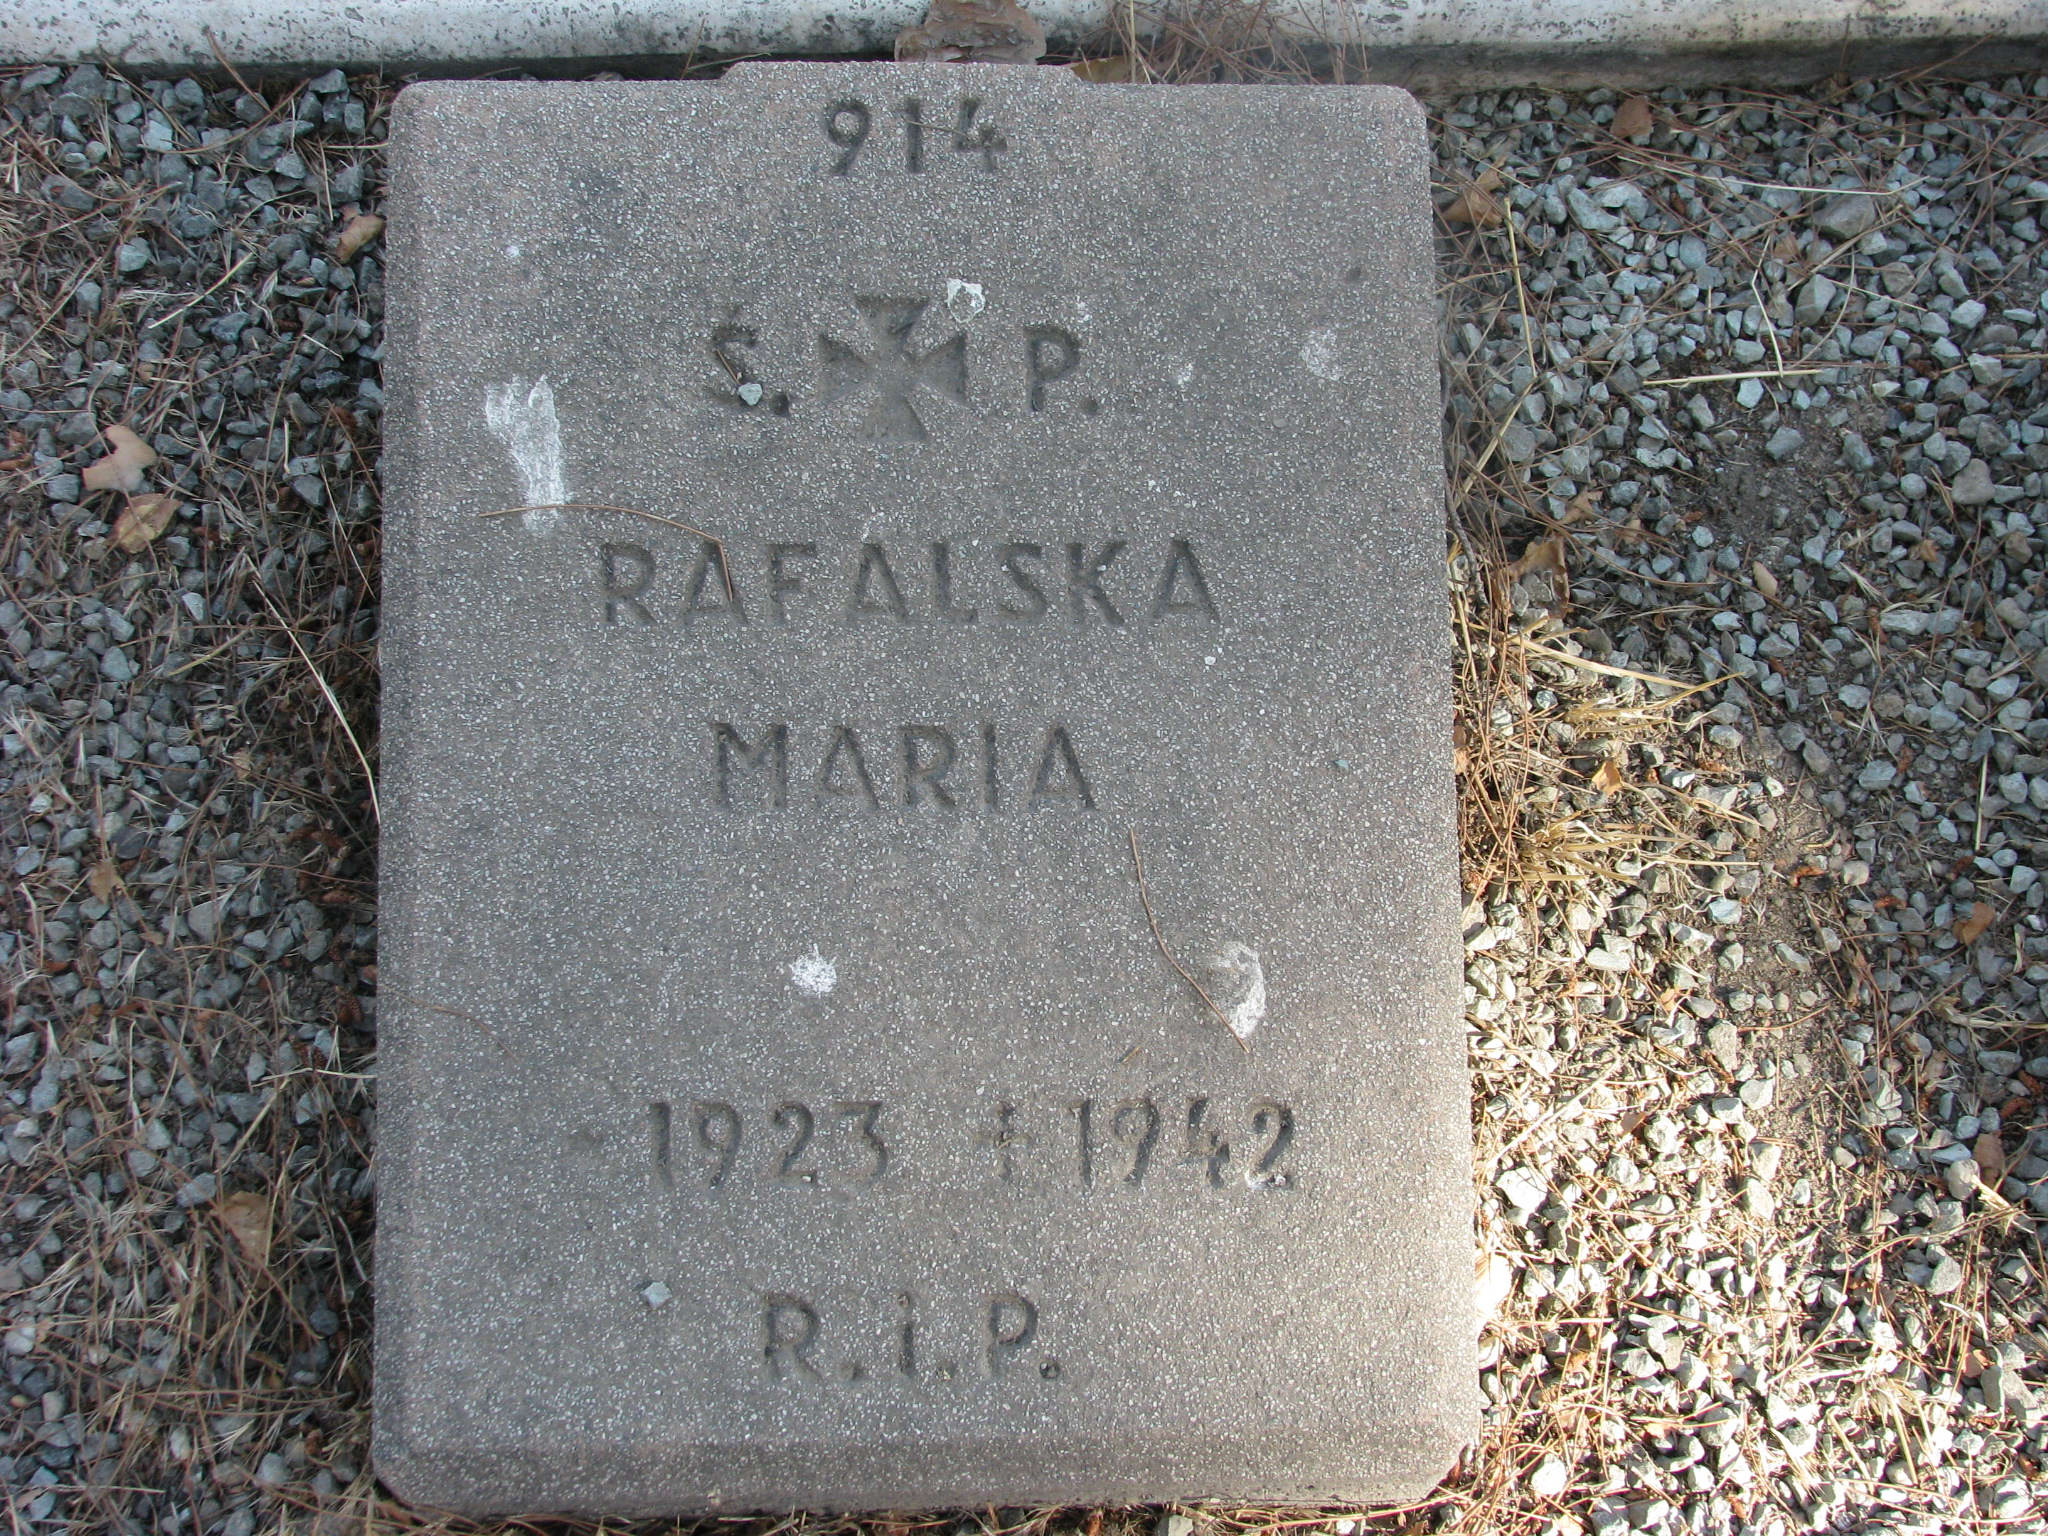 914
Ś. ✠ P.
RAFALSKA
MARIA
1923 ✝1942
R.i.P.